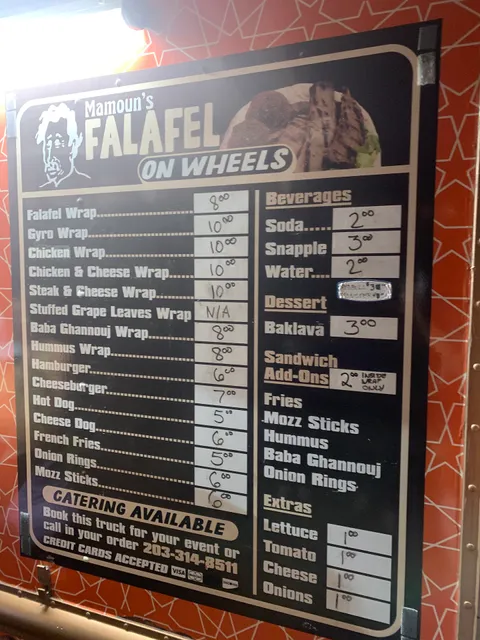 Mamoun's
FALAFEL
ON WHEELS
Falafel Wrap 8.00
Gyro Wrap 10.00
Chicken Wrap 10.00
Chicken & Cheese Wrap 10.00
Steak & Cheese Wrap 10.00
Stuffed Grape Leaves Wrap N/A
Baba Ghannouj Wrap 8.00
Hummus Wrap 8.00
Hamburger 6.00
Cheeseburger 7.00
Hot Dog 5.00
Cheese Dog 6.00
French Fries 5.00
Onion Rings 6.00
Mozz Sticks 6.00
CATERING AVAILABLE
Book this truck for your event or
call in your order 203-314-8511
CREDIT CARDS ACCEPTED VISA
Beverages
Soda 2.00
Snapple 3.00
Water 2.00
Dessert
Baklava 3.00
Sandwich
Add-Ons 2.00 INSIDE WRAP ONLY
Fries
Mozz Sticks
Hummus
Baba Ghannouj
Onion Rings
Extras
Lettuce 1.00
Tomato 1.00
Cheese 1.00
Onions 1.00